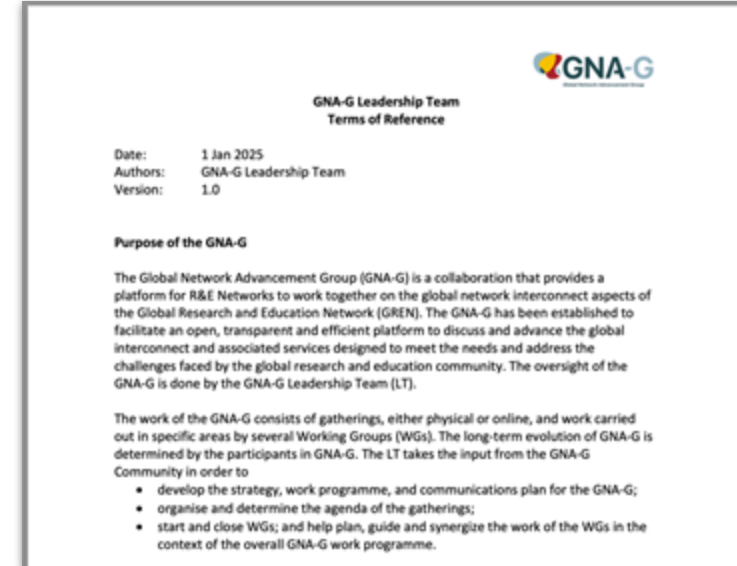 GNA-G
Global Network Advancement Group
GNA-G Leadership Team
Terms of Reference
Date: 1 Jan 2025
Authors: GNA-G Leadership Team
Version: 1.0
Purpose of the GNA-G
The Global Network Advancement Group (GNA-G) is a collaboration that provides a
platform for R&E Networks to work together on the global network interconnect aspects of
the Global Research and Education Network (GREN). The GNA-G has been established to
facilitate an open, transparent and efficient platform to discuss and advance the global
interconnect and associated services designed to meet the needs and address the
challenges faced by the global research and education community. The oversight of the
GNA-G is done by the GNA-G Leadership Team (LT).
The work of the GNA-G consists of gatherings, either physical or online, and work carried
out in specific areas by several Working Groups (WGs). The long-term evolution of GNA-G is
determined by the participants in GNA-G. The LT takes the input from the GNA-G
Community in order to
• develop the strategy, work programme, and communications plan for the GNA-G;
• organise and determine the agenda of the gatherings;
• start and close WGs; and help plan, guide and synergize the work of the WGs in the
context of the overall GNA-G work programme.